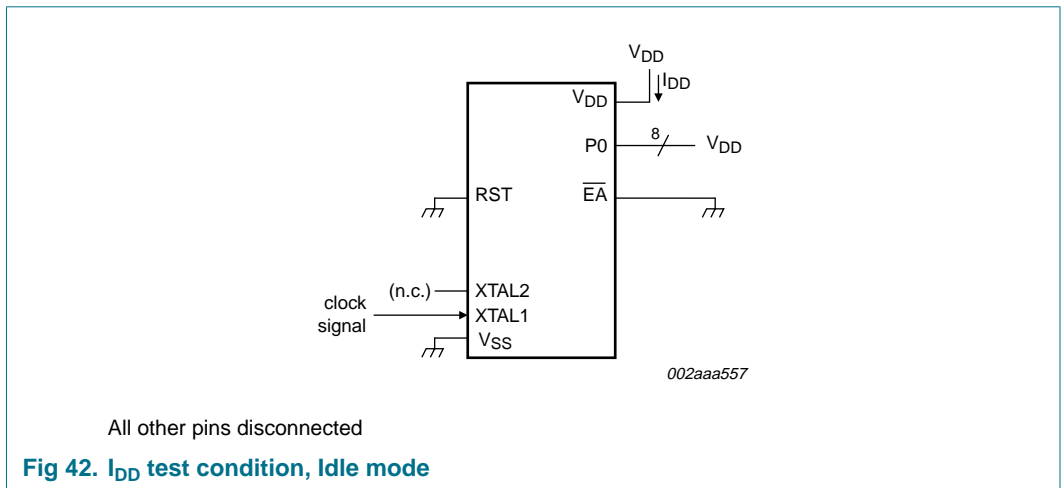 VDD
IDD
VDD
8
P0
VDD
RST
EA
(n.c.)
XTAL2
clock
signal
XTAL1
VSS
002aaa557
All other pins disconnected
Fig 42. IDD test condition, Idle mode